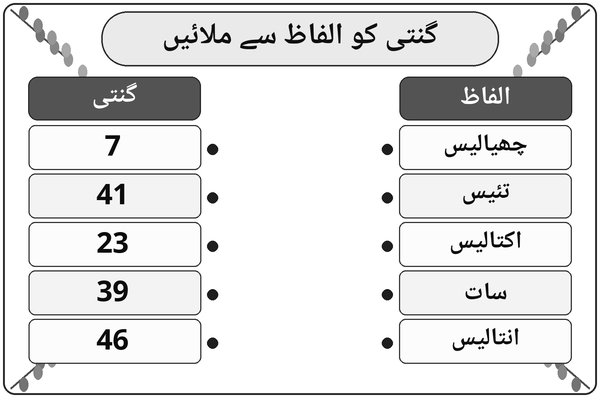 گنتی کو الفاظ سے ملائیں
الفاظ گنتی
چھیالیس 7
تئیس 41
اکتالیس 23
سات 39
انتالیس 46